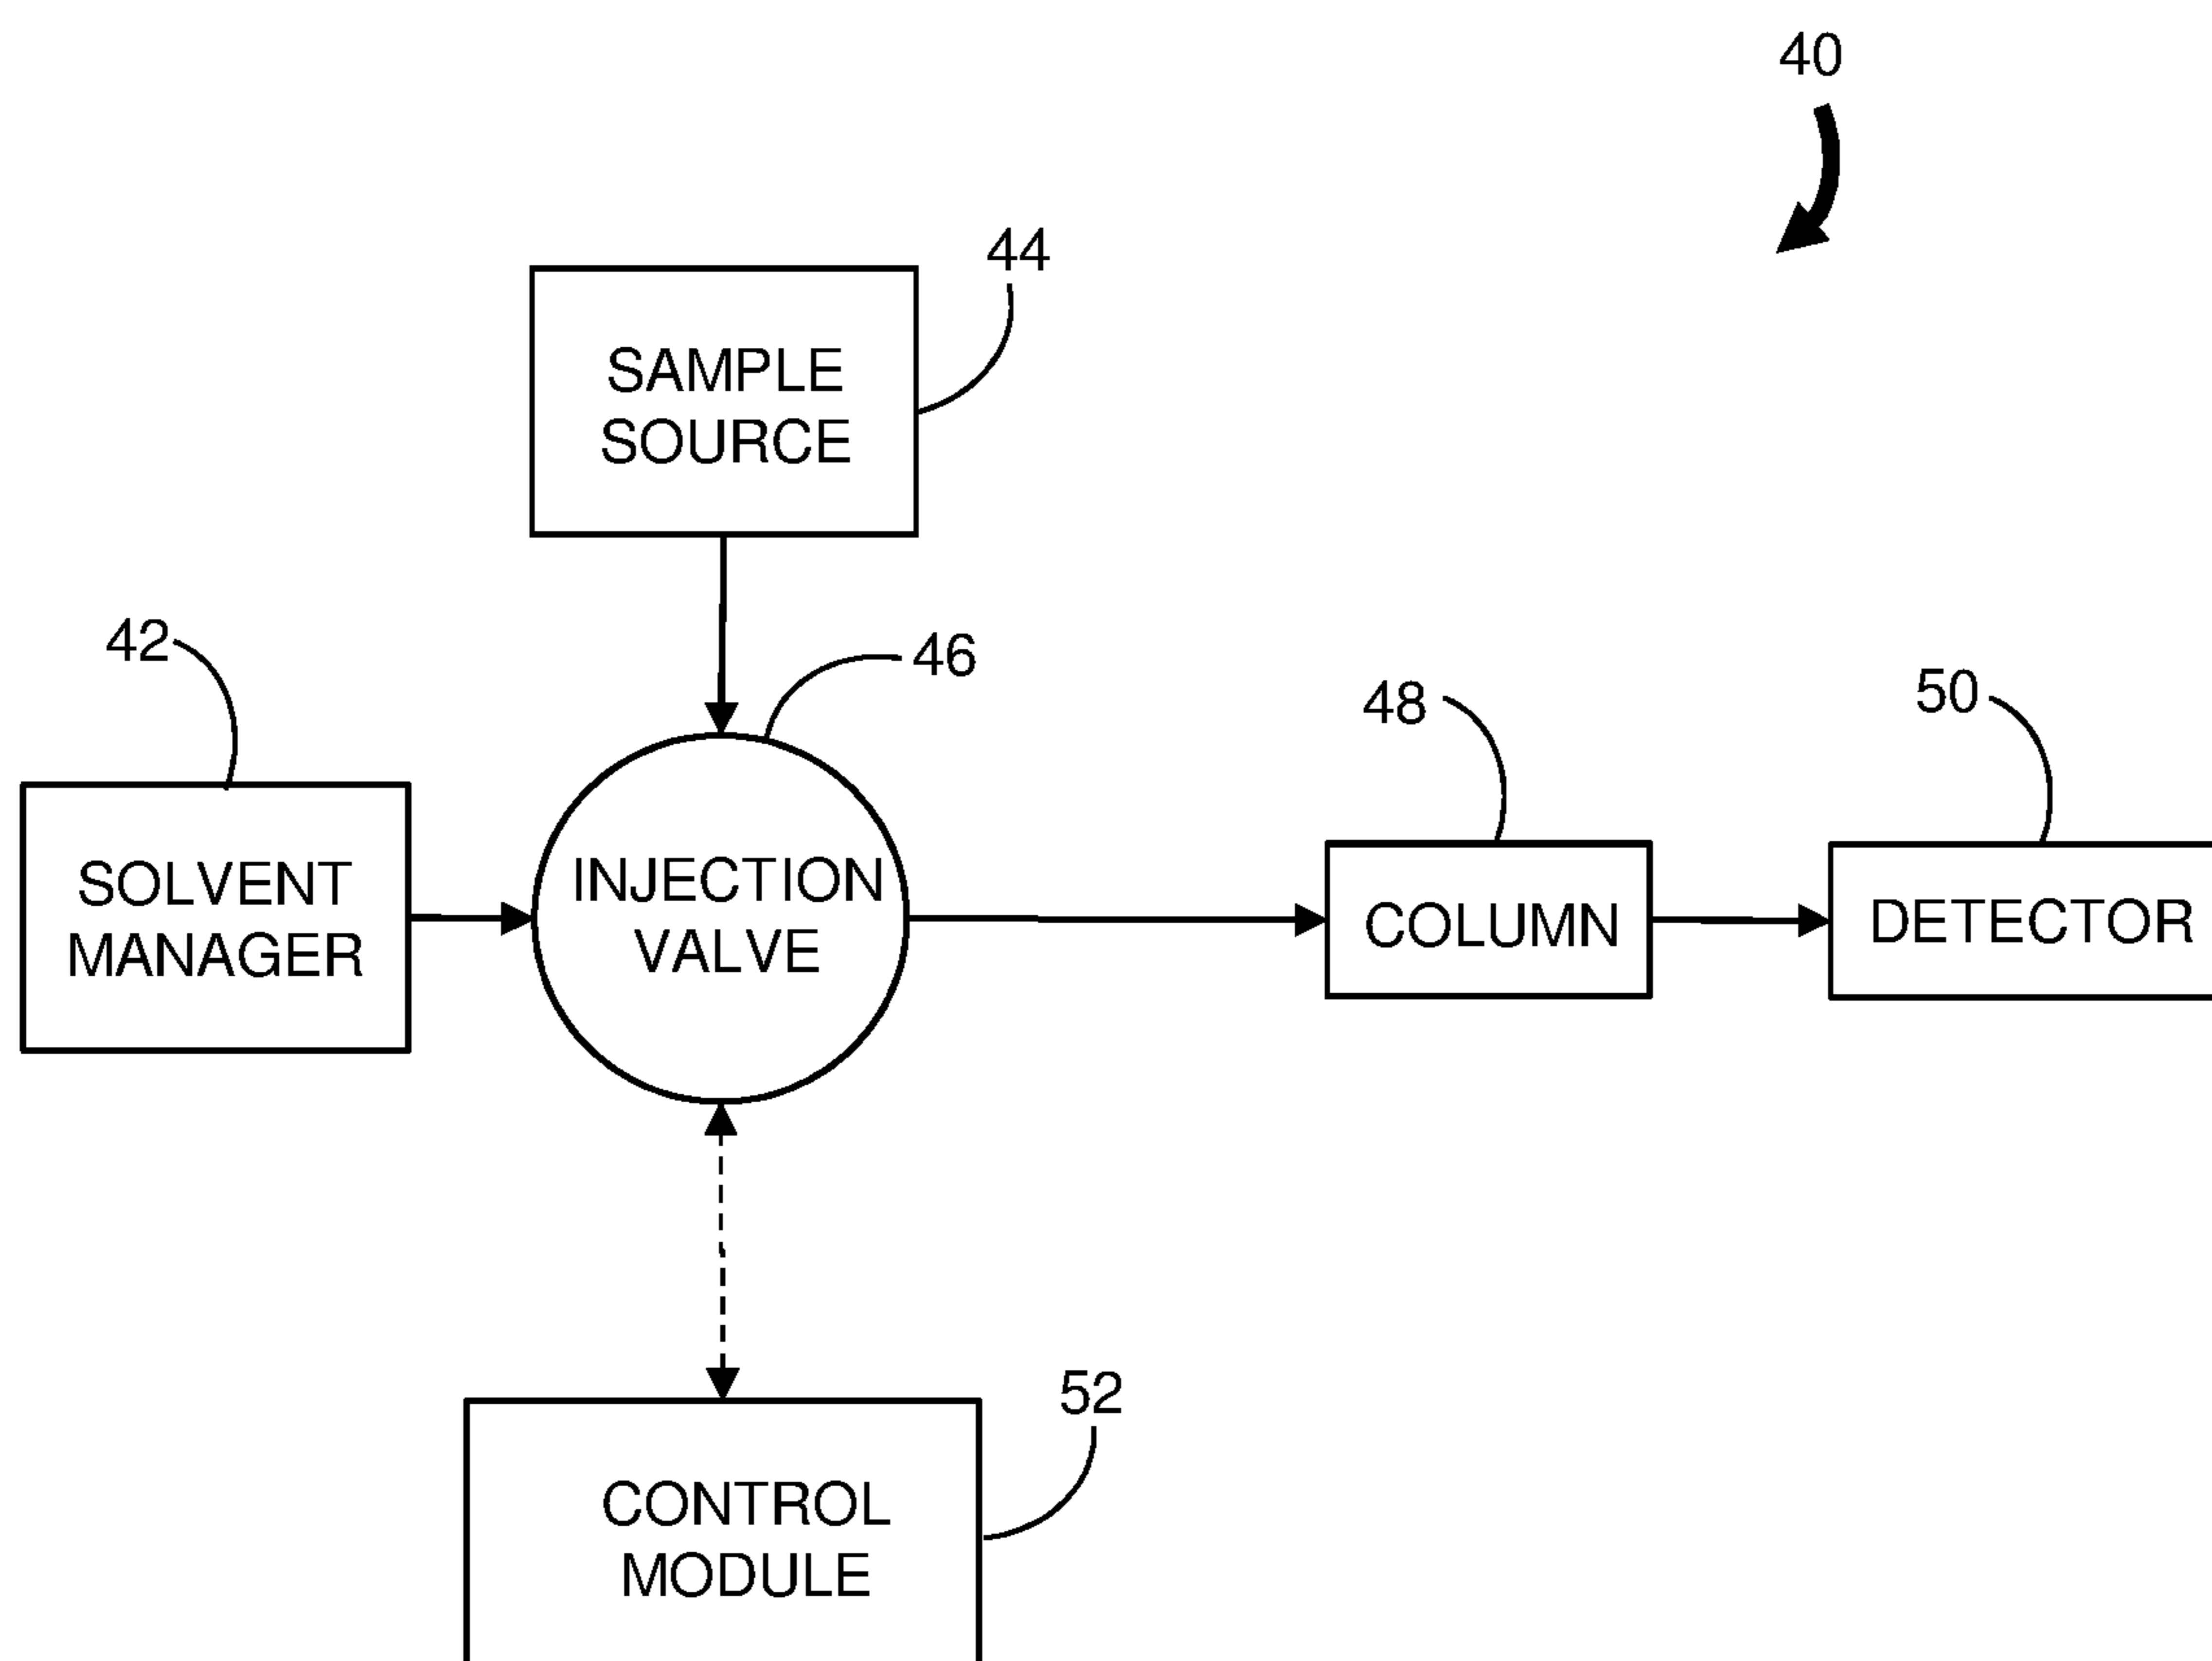 40
44
SAMPLE
SOURCE
42
46
48
50
SOLVENT
MANAGER
INJECTION
VALVE
COLUMN
DETECTOR
52
CONTROL
MODULE